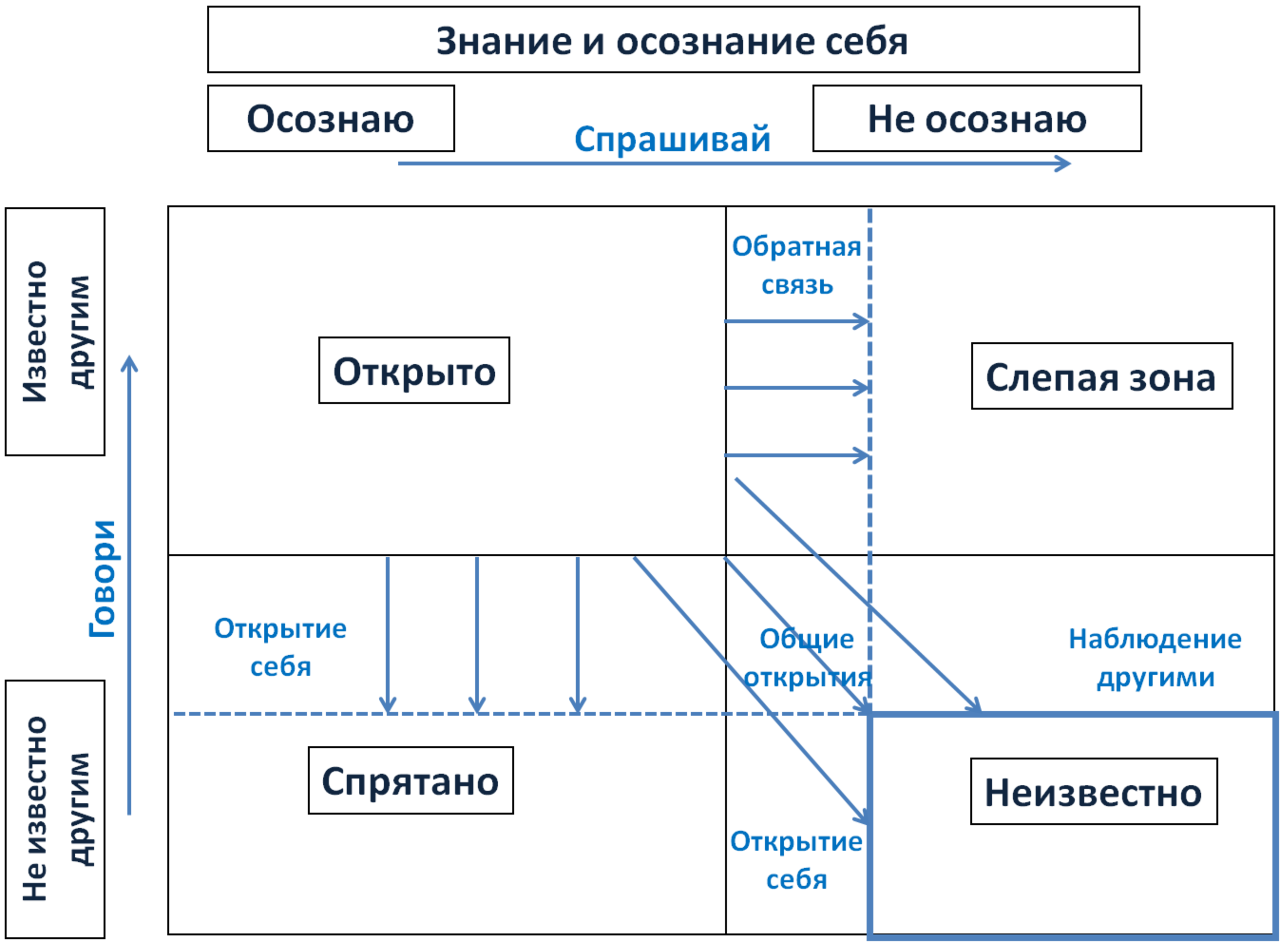 Знание и осознание себя
Осознаю
Не осознаю
Спрашивай
Известно
другим
Говори
Не известно
другим
Обратная
связь
Открыто
Слепая зона
Открытие
себя
Общие
открытия
Наблюдение
другими
Спрятано
Неизвестно
Открытие
себя